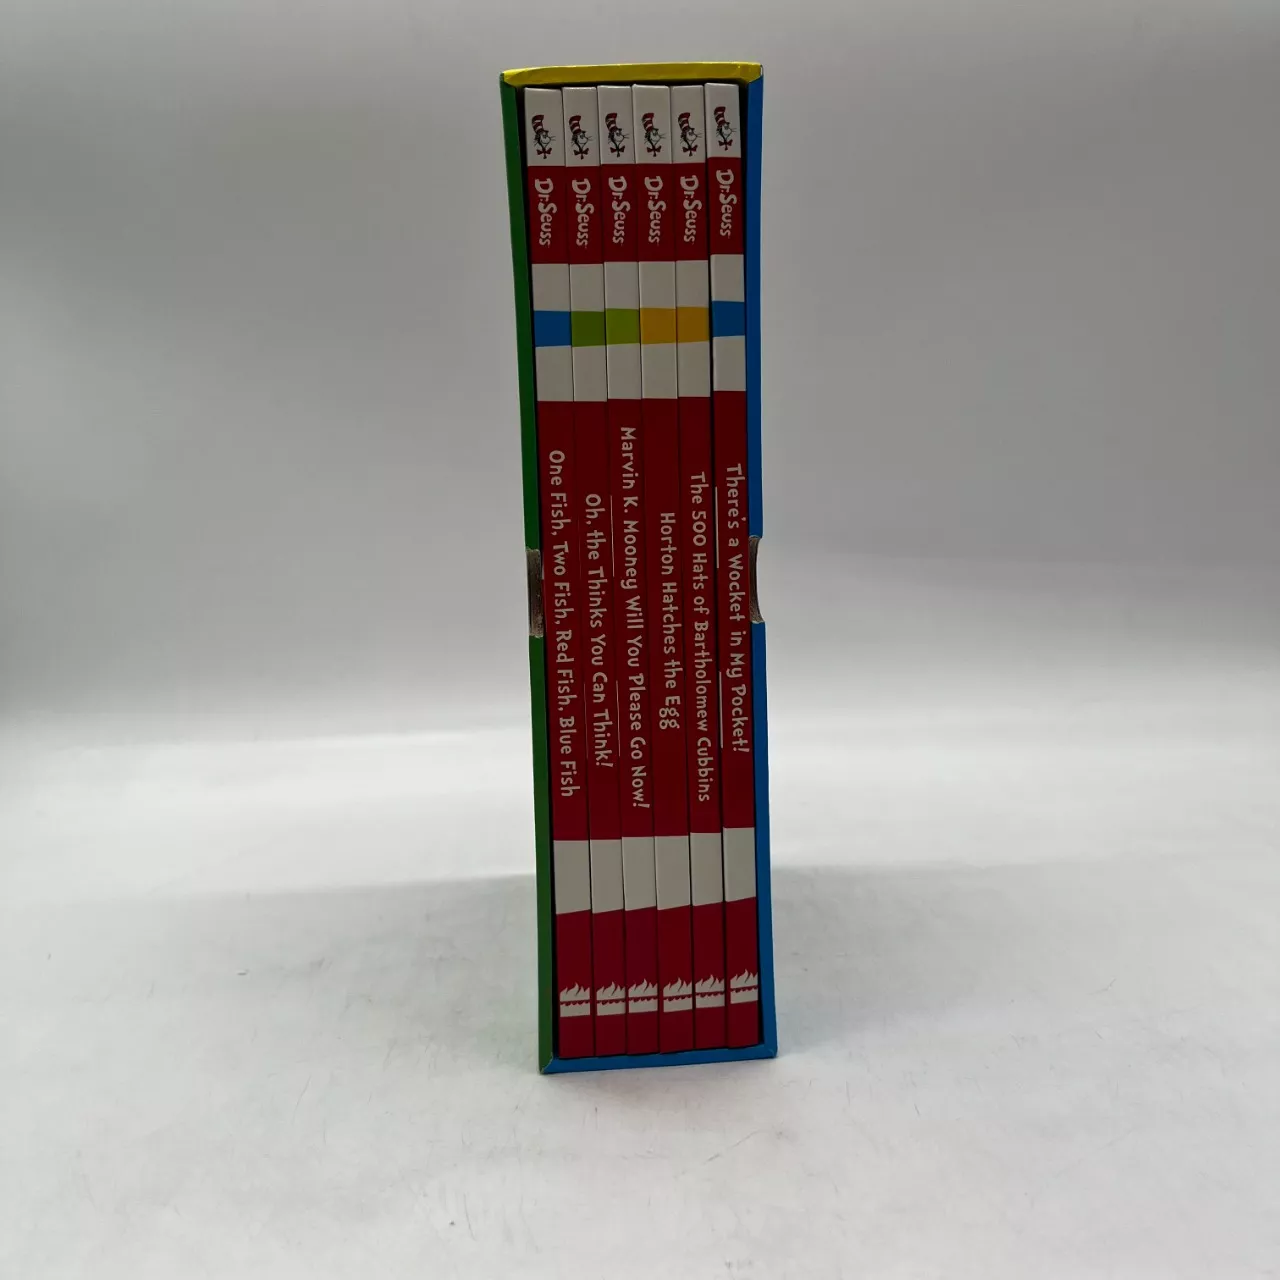 Dr. Seuss
One Fish, Two Fish, Red Fish, Blue Fish
Dr. Seuss
Oh, the Thinks You Can Think!
Dr. Seuss
Marvin K. Mooney Will You Please Go Now!
Dr. Seuss
Horton Hatches the Egg
Dr. Seuss
The 500 Hats of Bartholomew Cubbins
Dr. Seuss
There's a Wocket in My Pocket!